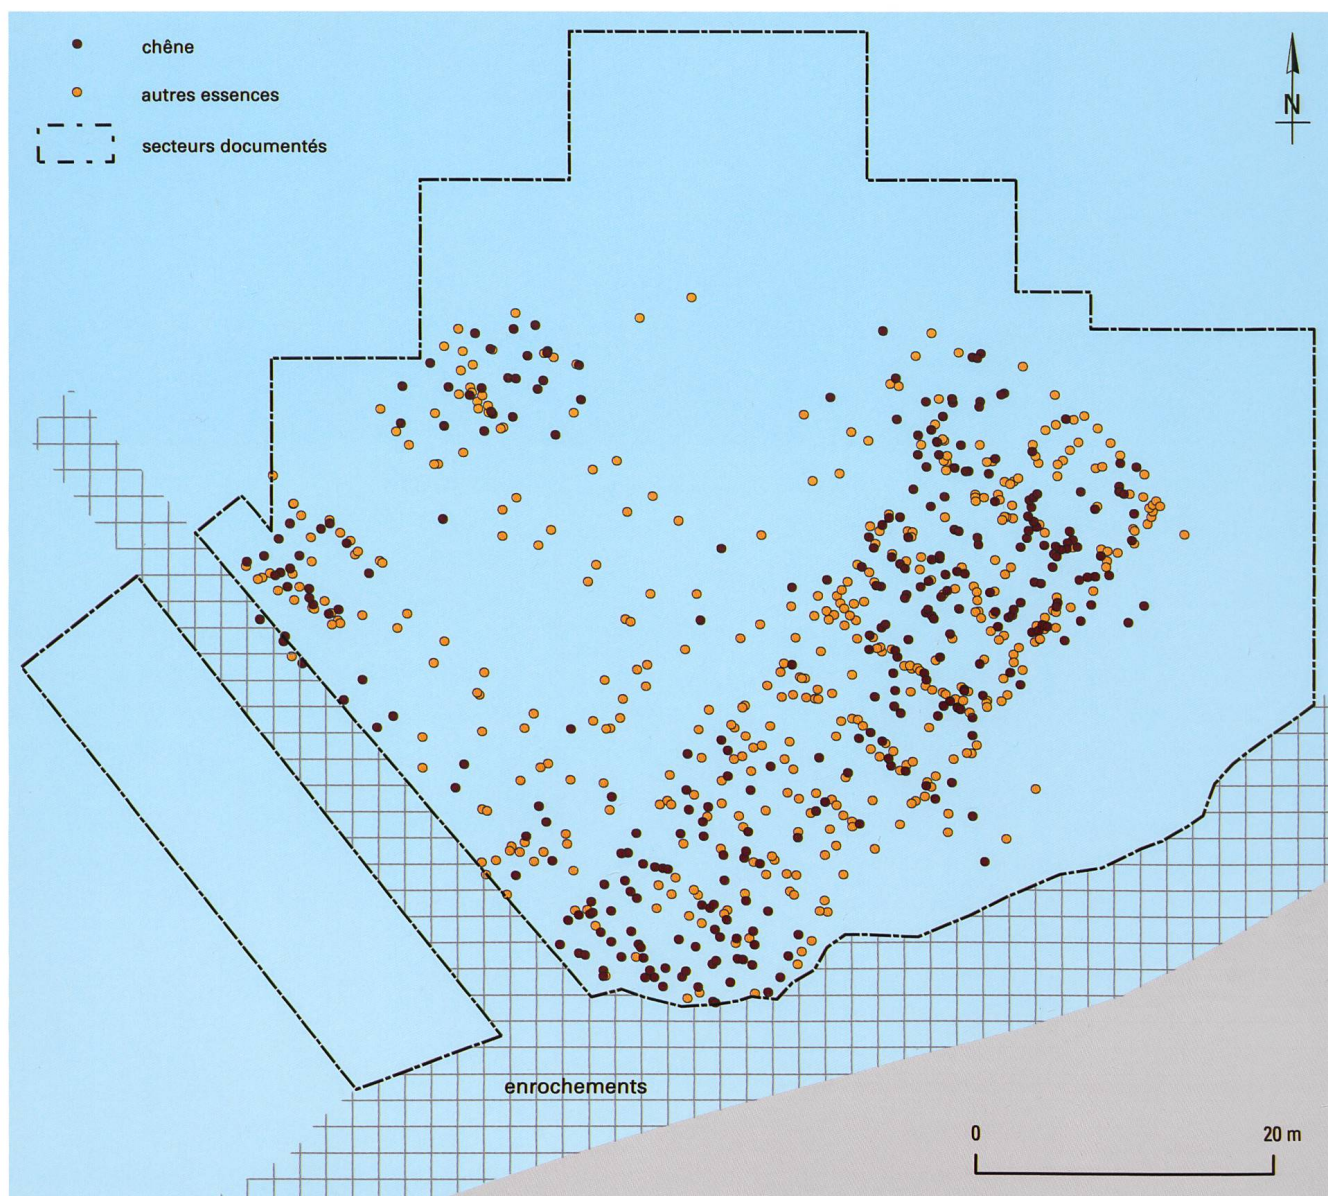 chêne
autres essences
secteurs documentés
N
enrochements
0 20 m